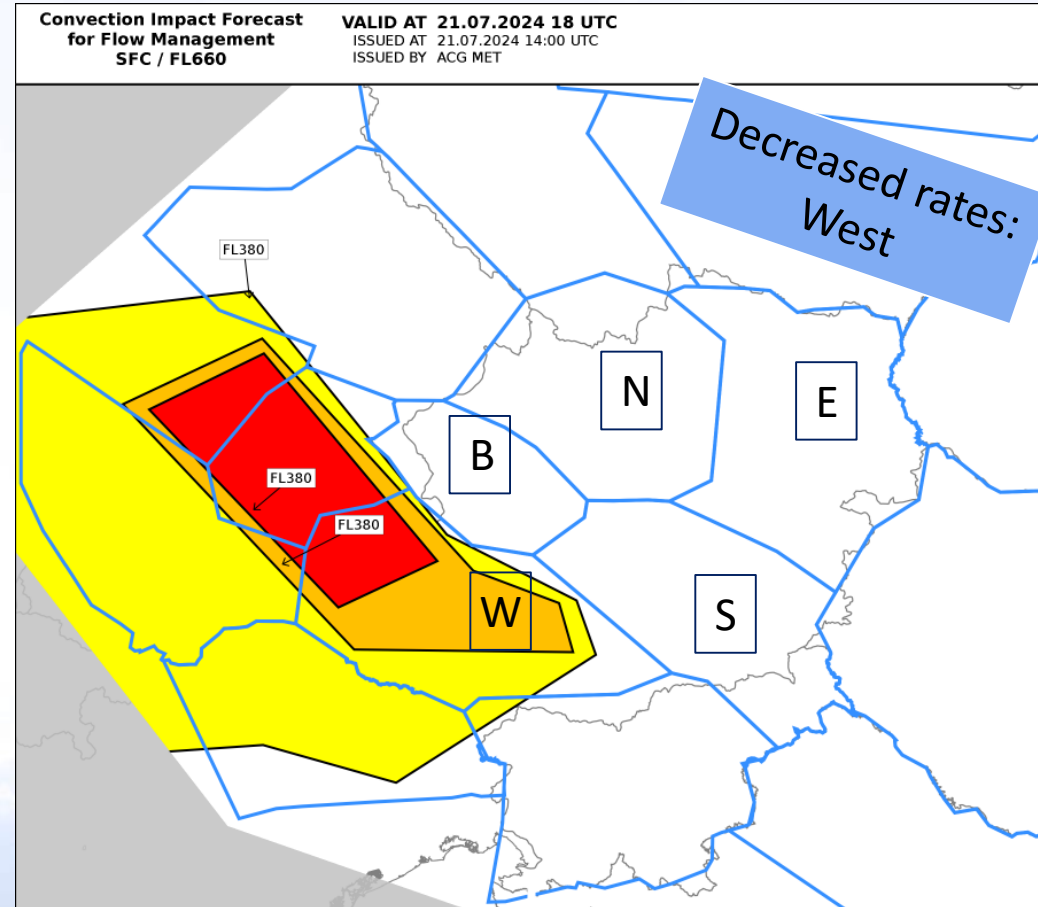 Convection Impact Forecast
for Flow Management
SFC / FL660
VALID AT 21.07.2024 18 UTC
ISSUED AT 21.07.2024 14:00 UTC
ISSUED BY ACG MET
Decreased rates:
West
FL380
N
E
B
FL380
FL380
W
S